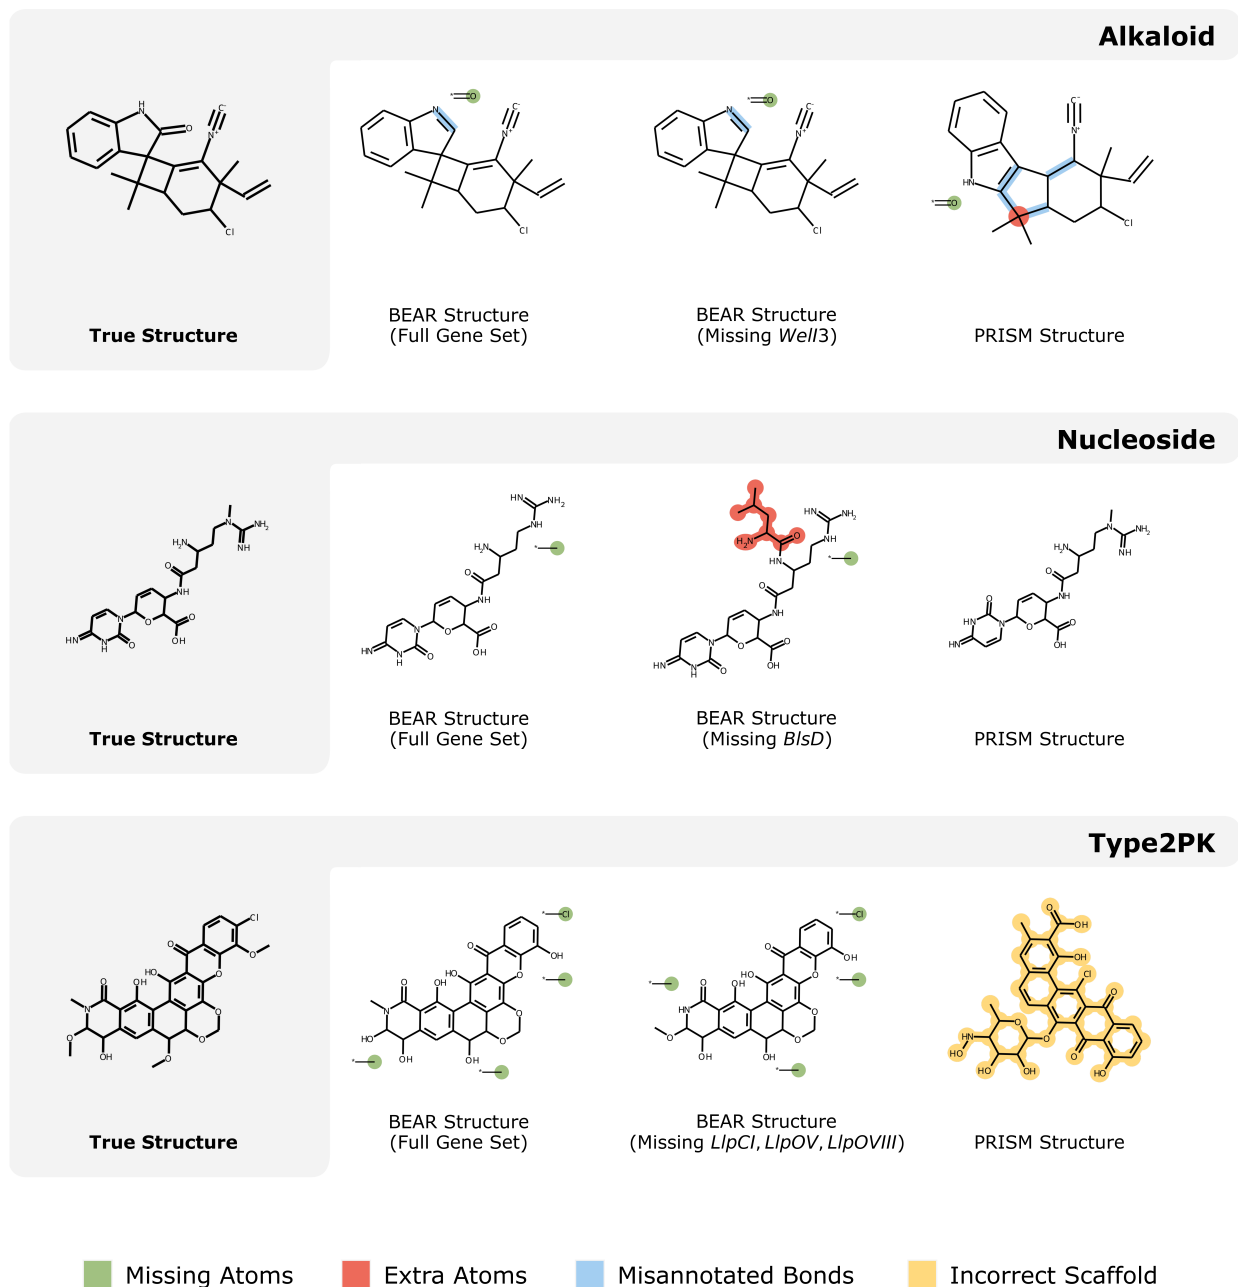 Alkaloid
True Structure
BEAR Structure
(Full Gene Set)
BEAR Structure
(Missing Well3)
PRISM Structure
Nucleoside
True Structure
BEAR Structure
(Full Gene Set)
BEAR Structure
(Missing BlsD)
PRISM Structure
Type2PK
True Structure
BEAR Structure
(Full Gene Set)
BEAR Structure
(Missing LlpCI, LlpOV, LlpOVIII)
PRISM Structure
Missing Atoms
Extra Atoms
Misannotated Bonds
Incorrect Scaffold